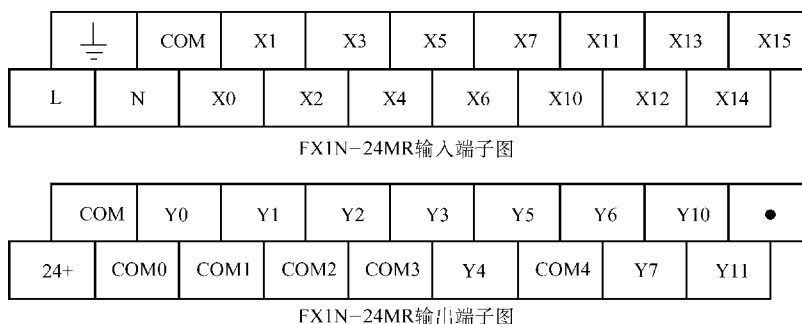 COM X1 X3 X5 X7 X11 X13 X15
L N X0 X2 X4 X6 X10 X12 X14
FX1N-24MR输入端子图
COM Y0 Y1 Y2 Y3 Y5 Y6 Y10
24+ COM0 COM1 COM2 COM3 Y4 COM4 Y7 Y11
FX1N-24MR输出端子图